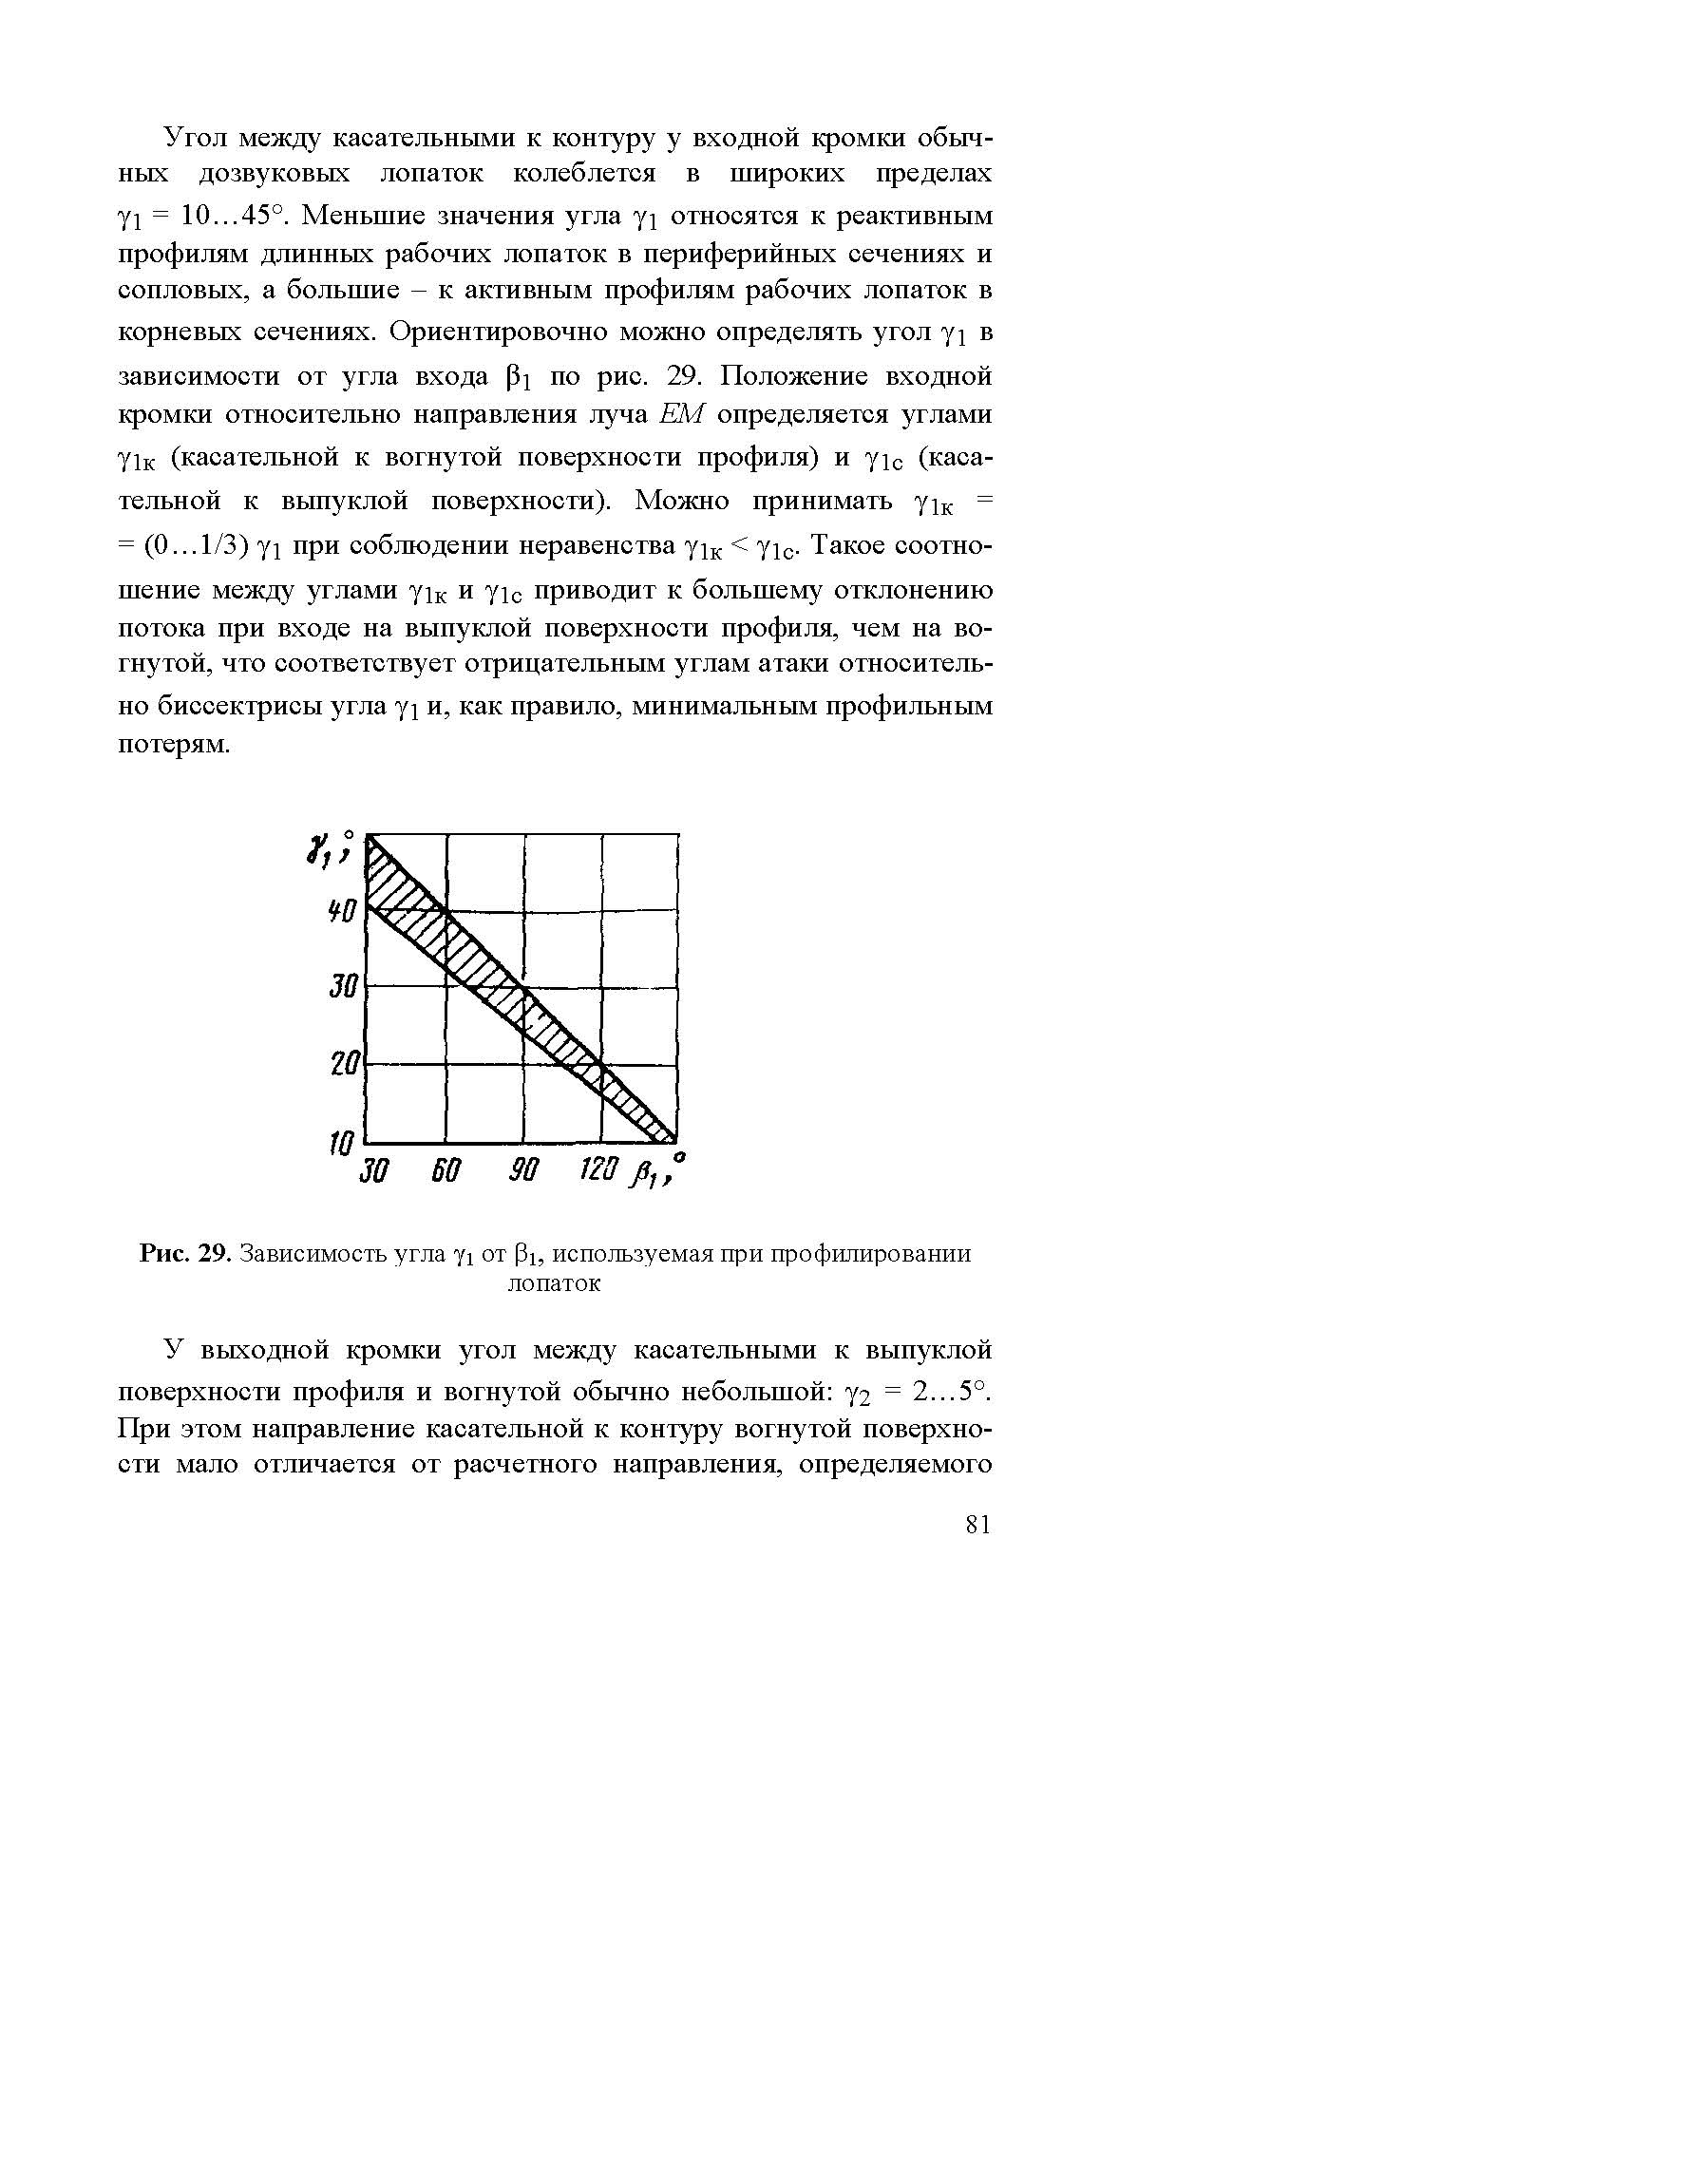 Угол между касательными к контуру у входной кромки обыч-
ных дозвуковых лопаток колеблется в широких пределах
γ1 = 10…45°. Меньшие значения угла γ1 относятся к реактивным
профилям длинных рабочих лопаток в периферийных сечениях и
сопловых, а большие – к активным профилям рабочих лопаток в
корневых сечениях. Ориентировочно можно определять угол γ1 в
зависимости от угла входа β1 по рис. 29. Положение входной
кромки относительно направления луча EM определяется углами
γ1к (касательной к вогнутой поверхности профиля) и γ1с (каса-
тельной к выпуклой поверхности). Можно принимать γ1к =
= (0…1/3) γ1 при соблюдении неравенства γ1к < γ1с. Такое соотно-
шение между углами γ1к и γ1с приводит к большему отклонению
потока при входе на выпуклой поверхности профиля, чем на во-
гнутой, что соответствует отрицательным углам атаки относитель-
но биссектрисы угла γ1 и, как правило, минимальным профильным
потерям.
γ1,°
40
30
20
10
30 60 90 120 β1,°
Рис. 29. Зависимость угла γ1 от β1, используемая при профилировании
лопаток
У выходной кромки угол между касательными к выпуклой
поверхности профиля и вогнутой обычно небольшой: γ2 = 2…5°.
При этом направление касательной к контуру вогнутой поверхно-
сти мало отличается от расчетного направления, определяемого
81